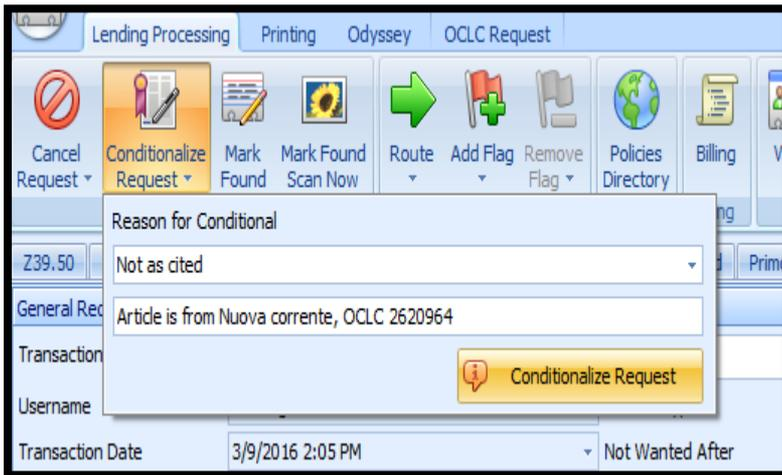 Lending Processing Printing Odyssey OCLC Request
Cancel Request Conditionalize Request Mark Found Mark Found Scan Now Route Add Flag Remove Flag Policies Directory Billing
Reason for Conditional
Z39.50 Not as cited
General Article is from Nuova corrente, OCLC 2620964
Transaction Conditionalize Request
Username
Transaction Date 3/9/2016 2:05 PM Not Wanted After